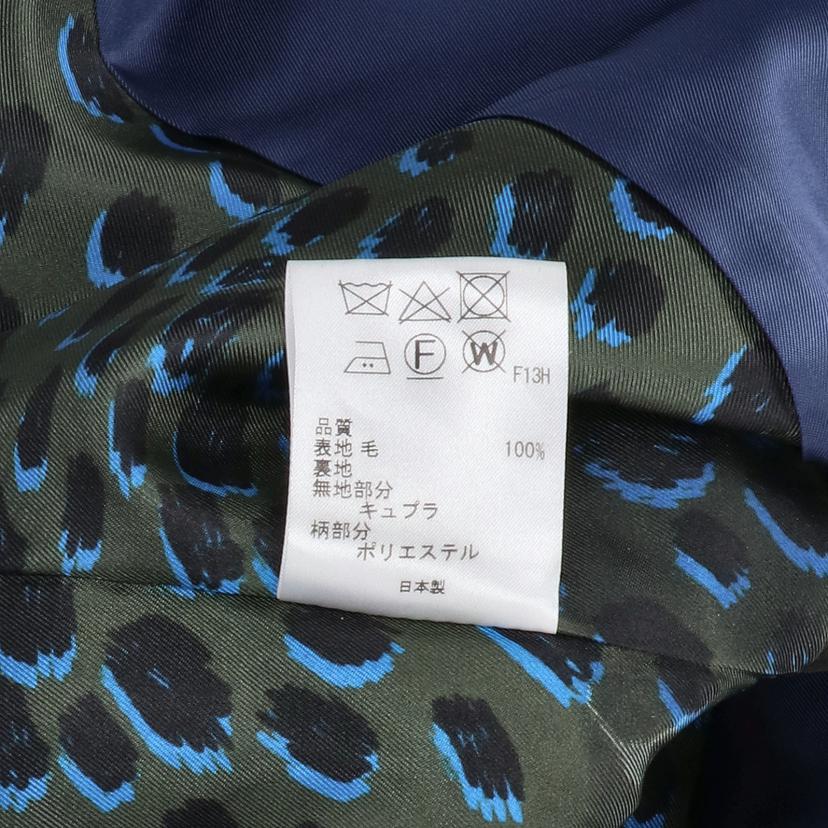 F W F13H
品質
表地 毛 100%
裏地
無地部分
キュプラ
柄部分
ポリエステル
日本製